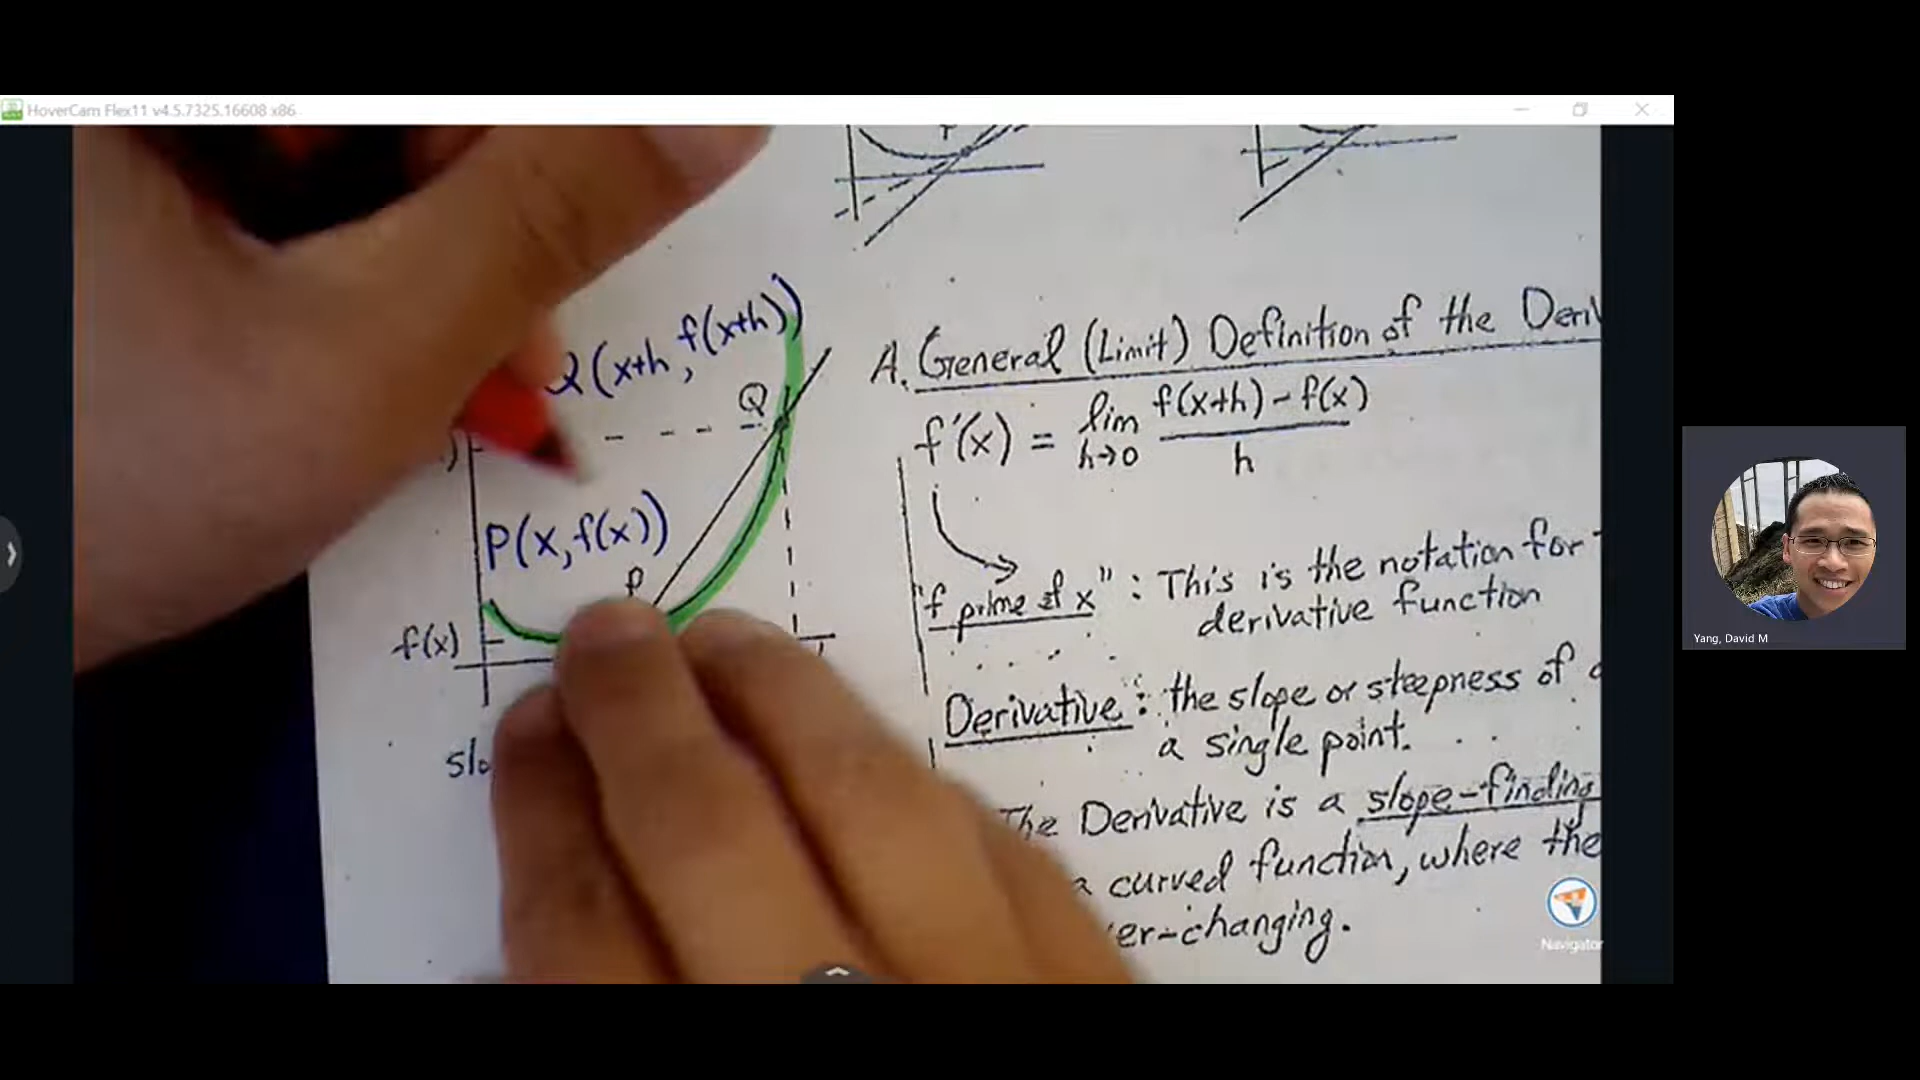 HoverCam Flex11 v4.5.7325.16608 x86
Q(x+h, f(x+h))
Q
P(x, f(x))
P
f(x)
A. General (Limit) Definition of the
f'(x) = lim h→0 f(x+h) - f(x)
h
"f prime of x" : This is the notation for
derivative function
Derivative : the slope or steepness of
a single point.
The Derivative is a slope-finding
a curved function, where the
-changing.
Navigator
Yang, David M